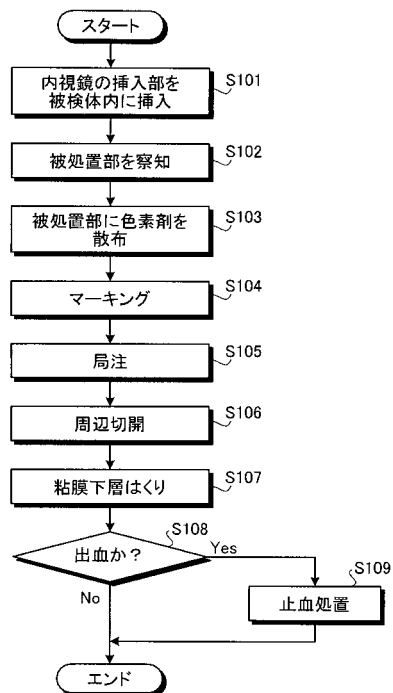 スタート
内視鏡の挿入部を
被検体内に挿入
S101
被処置部を察知
S102
被処置部に色素剤を
散布
S103
マーキング
S104
局注
S105
周辺切開
S106
粘膜下層はくり
S107
出血か?
S108
Yes
No
止血処置
S109
エンド